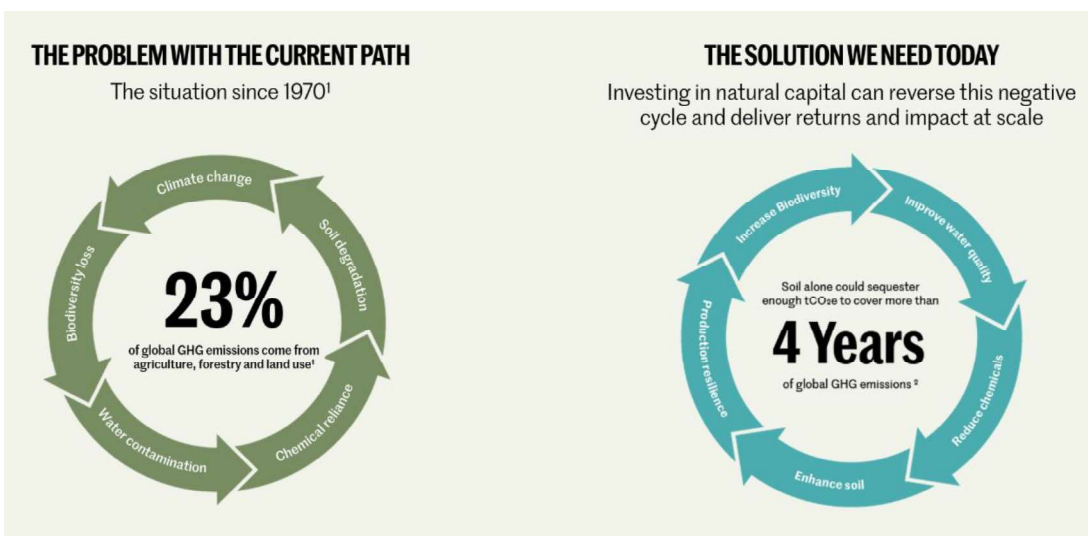 THE PROBLEM WITH THE CURRENT PATH
The situation since 1970¹
Climate change
Biodiversity loss
Water contamination
Chemical reliance
Soil degradation
23%
of global GHG emissions come from
agriculture, forestry and land use¹
THE SOLUTION WE NEED TODAY
Investing in natural capital can reverse this negative
cycle and deliver returns and impact at scale
Increase Biodiversity
Improve water quality
Reduce chemicals
Enhance soil
Production resilience
Soil alone could sequester
enough tCO₂e to cover more than
4 Years
of global GHG emissions ²